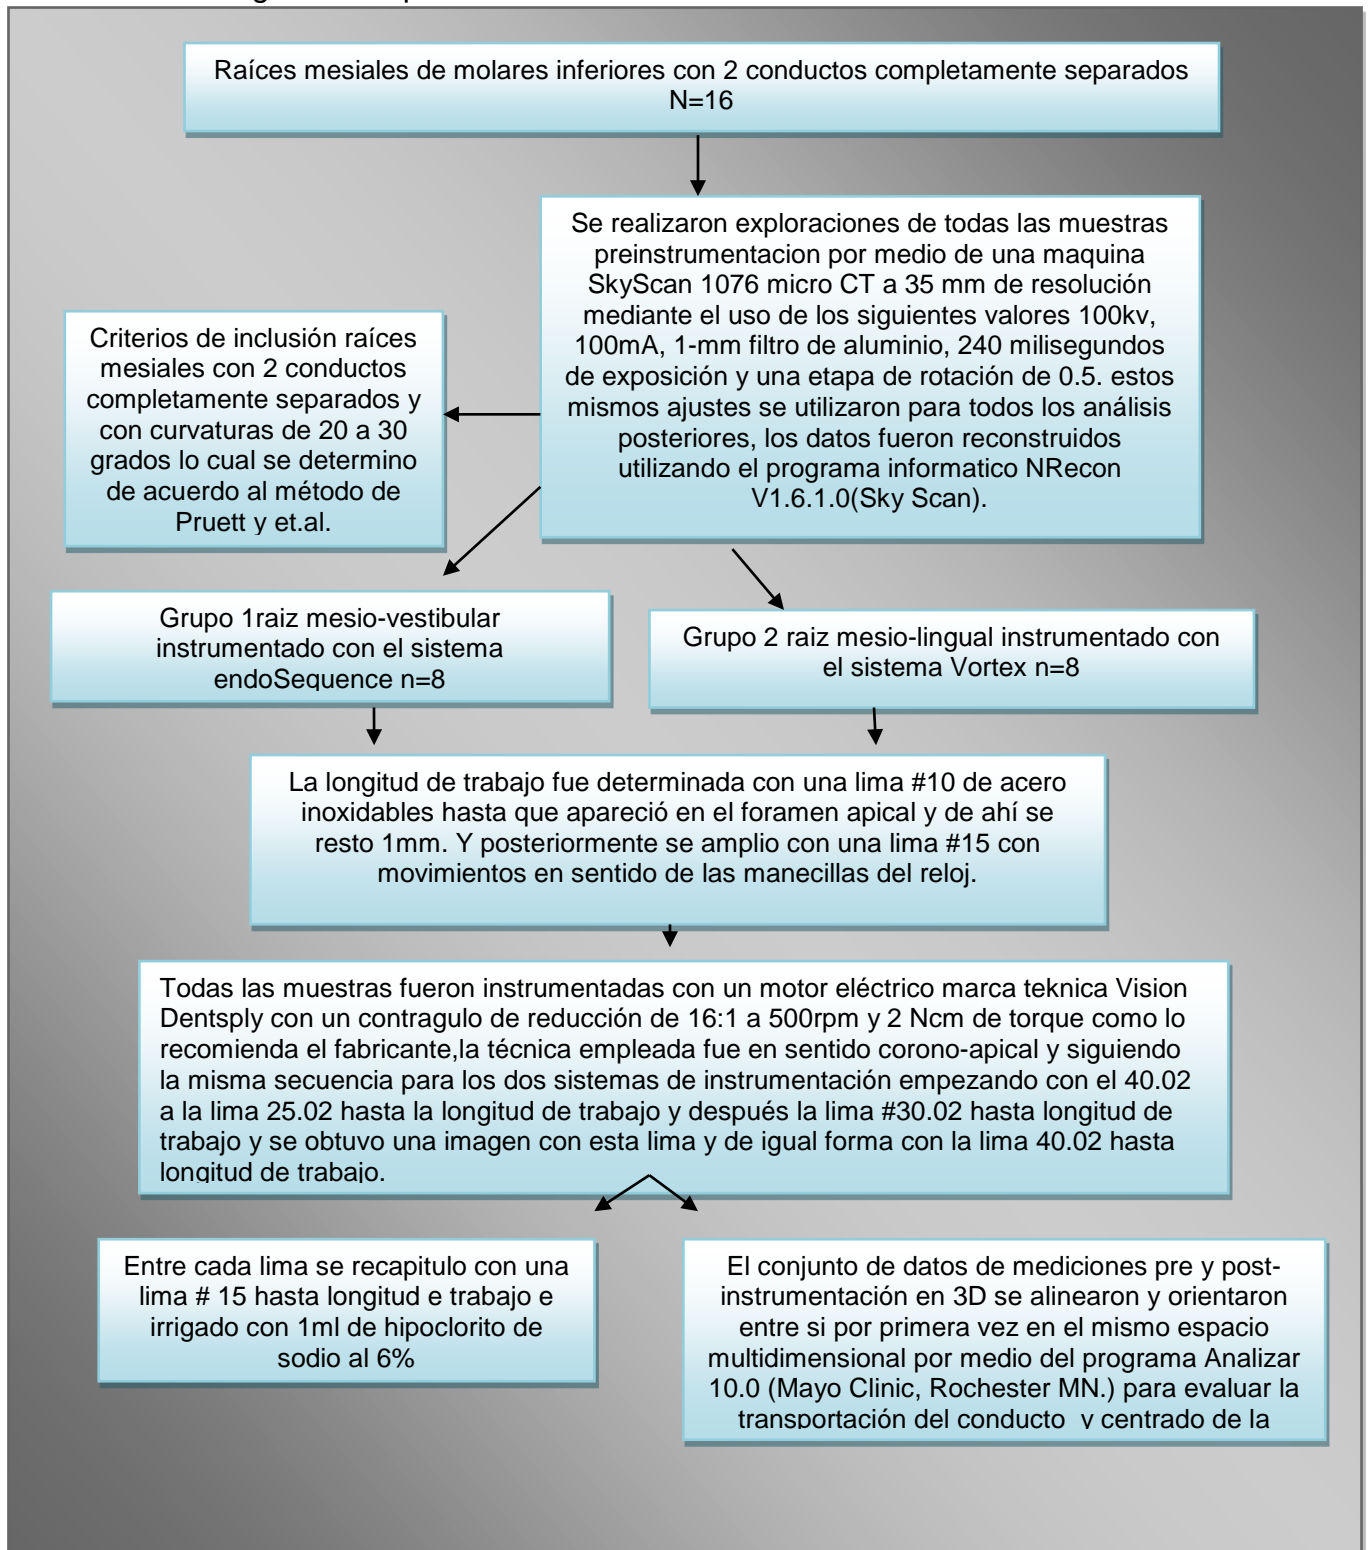 Raíces mesiales de molares inferiores con 2 conductos completamente separados
N=16
Se realizaron exploraciones de todas las muestras
preinstrumentacion por medio de una maquina
SkyScan 1076 micro CT a 35 mm de resolución
mediante el uso de los siguientes valores 100kv,
100mA, 1-mm filtro de aluminio, 240 milisegundos
de exposición y una etapa de rotación de 0.5. estos
mismos ajustes se utilizaron para todos los análisis
posteriores, los datos fueron reconstruidos
utilizando el programa informatico NRecon
V1.6.1.0(Sky Scan).
Criterios de inclusión raíces
mesiales con 2 conductos
completamente separados y
con curvaturas de 20 a 30
grados lo cual se determino
de acuerdo al método de
Pruett y et.al.
Grupo 1raiz mesio-vestibular
instrumentado con el sistema
endoSequence n=8
Grupo 2 raiz mesio-lingual instrumentado con
el sistema Vortex n=8
La longitud de trabajo fue determinada con una lima #10 de acero
inoxidables hasta que apareció en el foramen apical y de ahí se
resto 1mm. Y posteriormente se amplio con una lima #15 con
movimientos en sentido de las manecillas del reloj.
Todas las muestras fueron instrumentadas con un motor eléctrico marca teknica Vision
Dentsply con un contragulo de reducción de 16:1 a 500rpm y 2 Ncm de torque como lo
recomienda el fabricante,la técnica empleada fue en sentido corono-apical y siguiendo
la misma secuencia para los dos sistemas de instrumentación empezando con el 40.02
a la lima 25.02 hasta la longitud de trabajo y después la lima #30.02 hasta longitud de
trabajo y se obtuvo una imagen con esta lima y de igual forma con la lima 40.02 hasta
longitud de trabajo.
Entre cada lima se recapitulo con una
lima # 15 hasta longitud e trabajo e
irrigado con 1ml de hipoclorito de
sodio al 6%
El conjunto de datos de mediciones pre y post-
instrumentación en 3D se alinearon y orientaron
entre si por primera vez en el mismo espacio
multidimensional por medio del programa Analizar
10.0 (Mayo Clinic, Rochester MN.) para evaluar la
transportación del conducto y centrado de la